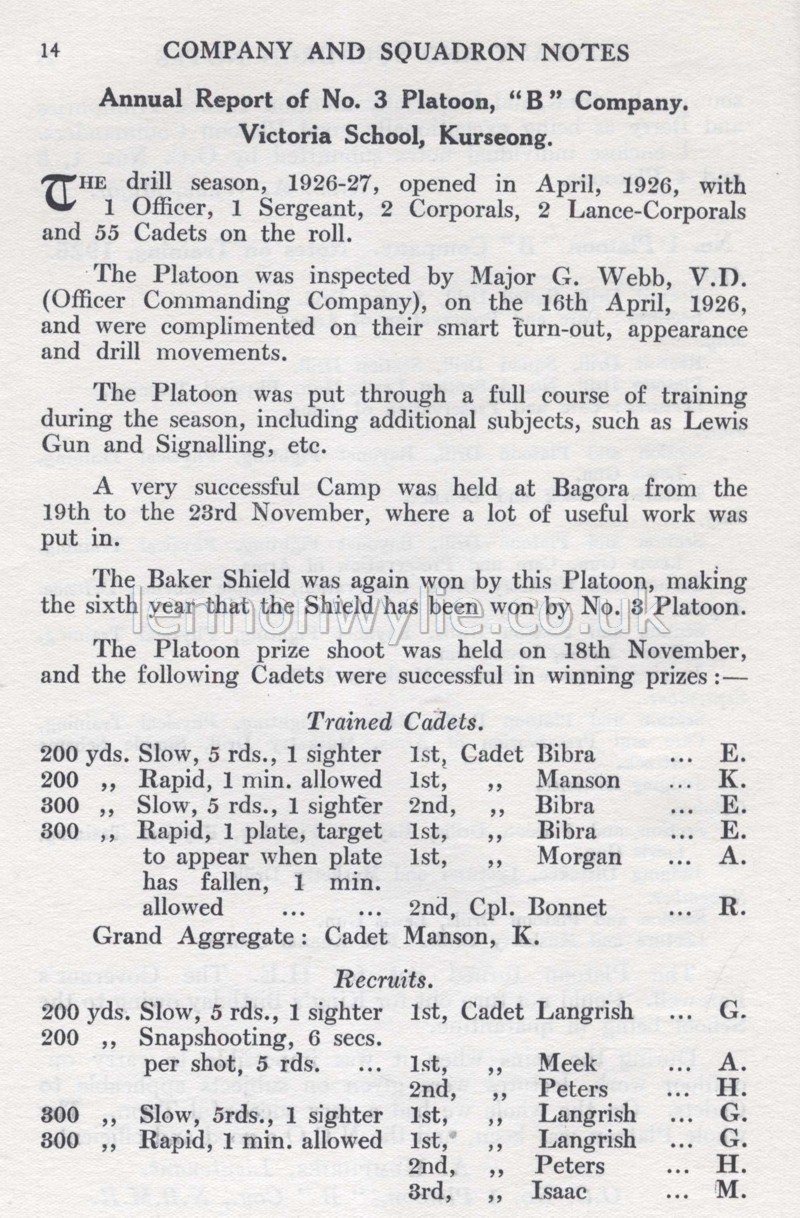 14 COMPANY AND SQUADRON NOTES
Annual Report of No. 3 Platoon, “B” Company.
Victoria School, Kurseong.
THE drill season, 1926-27, opened in April, 1926, with
1 Officer, 1 Sergeant, 2 Corporals, 2 Lance-Corporals
and 55 Cadets on the roll.
The Platoon was inspected by Major G. Webb, V.D.
(Officer Commanding Company), on the 16th April, 1926,
and were complimented on their smart turn-out, appearance
and drill movements.
The Platoon was put through a full course of training
during the season, including additional subjects, such as Lewis
Gun and Signalling, etc.
A very successful Camp was held at Bagora from the
19th to the 23rd November, where a lot of useful work was
put in.
The Baker Shield was again won by this Platoon, making
the sixth year that the Shield has been won by No. 3 Platoon.
lennonwylie.co.uk
The Platoon prize shoot was held on 18th November,
and the following Cadets were successful in winning prizes :—
Trained Cadets.
200 yds. Slow, 5 rds., 1 sighter 1st, Cadet Bibra ... E.
200 ,, Rapid, 1 min. allowed 1st, ,, Manson ... K.
300 ,, Slow, 5 rds., 1 sighter 2nd, ,, Bibra ... E.
300 ,, Rapid, 1 plate, target 1st, ,, Bibra ... E.
to appear when plate 1st, ,, Morgan ... A.
has fallen, 1 min.
allowed ... ... 2nd, Cpl. Bonnet ... R.
Grand Aggregate : Cadet Manson, K.
Recruits.
200 yds. Slow, 5 rds., 1 sighter 1st, Cadet Langrish ... G.
200 ,, Snapshooting, 6 secs.
per shot, 5 rds. ... 1st, ,, Meek ... A.
2nd, ,, Peters ... H.
300 ,, Slow, 5rds., 1 sighter 1st, ,, Langrish ... G.
300 ,, Rapid, 1 min. allowed 1st, ,, Langrish ... G.
2nd, ,, Peters ... H.
3rd, ,, Isaac ... M.